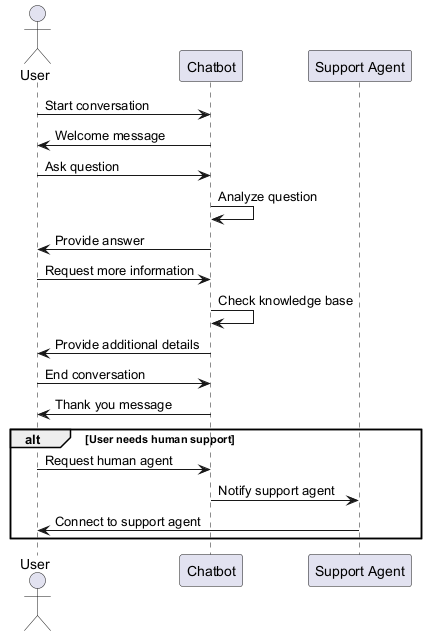 User
Chatbot
Support Agent
Start conversation
Welcome message
Ask question
Analyze question
Provide answer
Request more information
Check knowledge base
Provide additional details
End conversation
Thank you message
alt [User needs human support]
Request human agent
Notify support agent
Connect to support agent
User
Chatbot
Support Agent